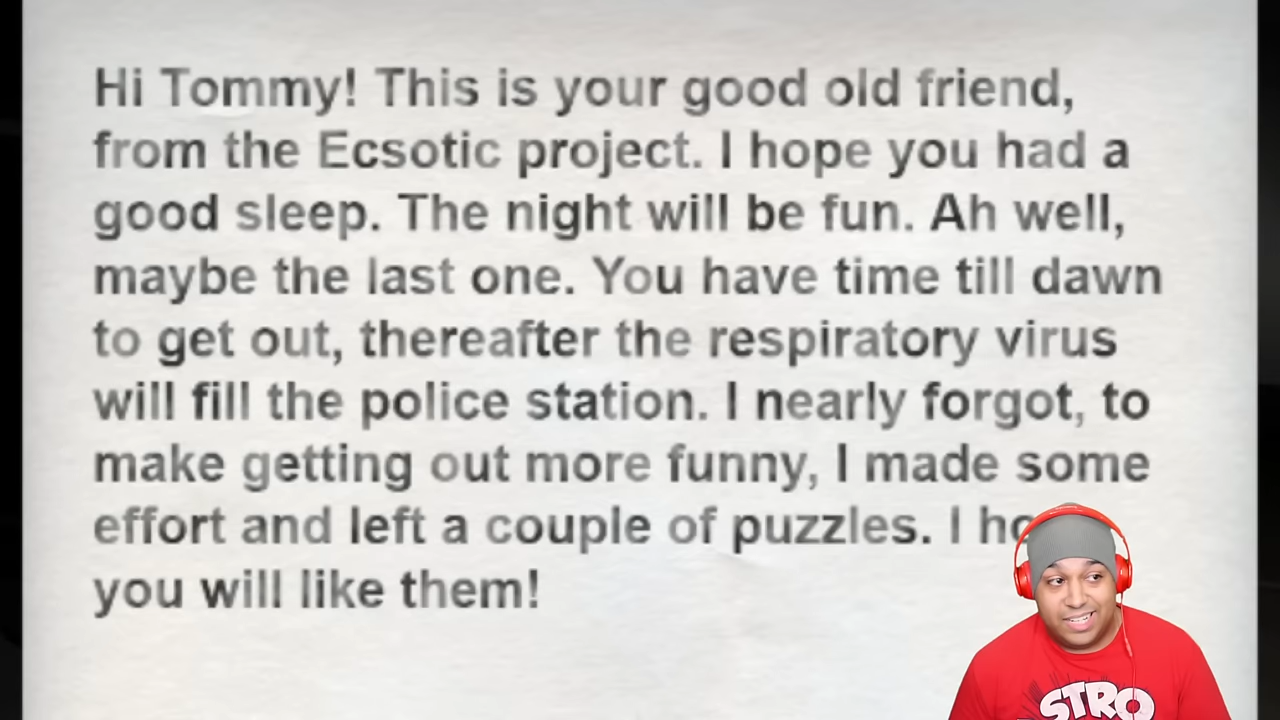 Hi Tommy! This is your good old friend,
from the Ecsotic project. I hope you had a
good sleep. The night will be fun. Ah well,
maybe the last one. You have time till dawn
to get out, thereafter the respiratory virus
will fill the police station. I nearly forgot, to
make getting out more funny, I made some
effort and left a couple of puzzles. I
you will like them!
STRO